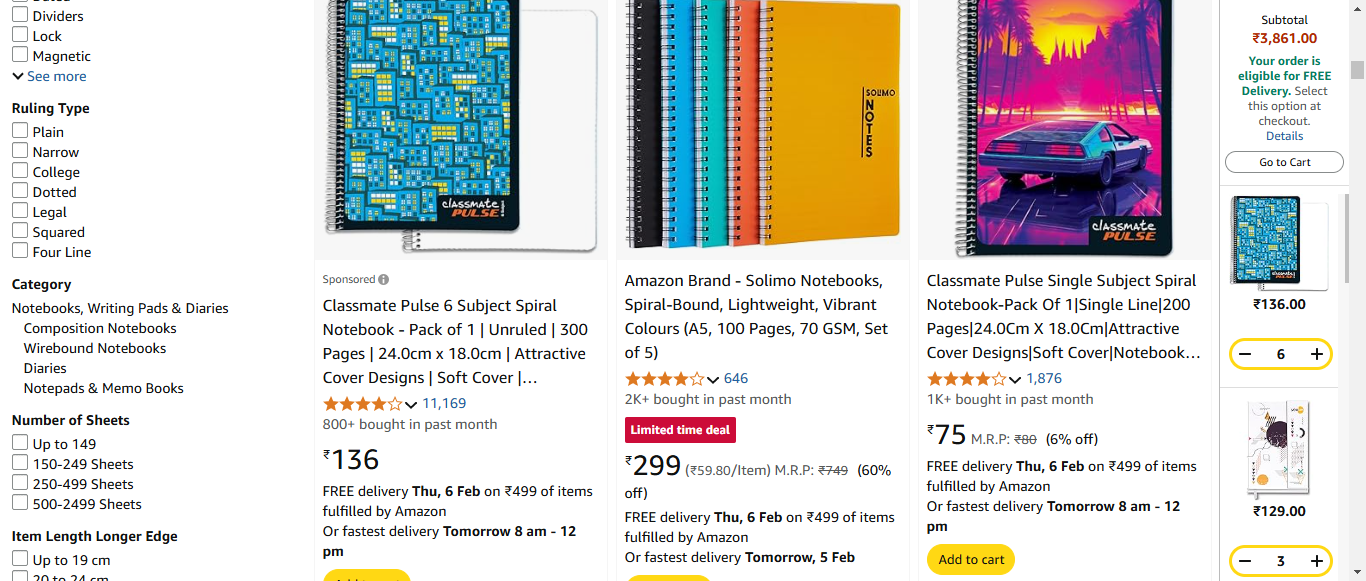 Dividers
Lock
Magnetic
See more
Ruling Type
Plain
Narrow
College
Dotted
Legal
Squared
Four Line
Category
Notebooks, Writing Pads & Diaries
Composition Notebooks
Wirebound Notebooks
Diaries
Notepads & Memo Books
Number of Sheets
Up to 149
150-249 Sheets
250-499 Sheets
500-2499 Sheets
Item Length Longer Edge
Up to 19 cm
20 to 24 cm
classmate
PULSE
Sponsored
Classmate Pulse 6 Subject Spiral
Notebook - Pack of 1 | Unruled | 300
Pages | 24.0cm x 18.0cm | Attractive
Cover Designs | Soft Cover |...
11,169
800+ bought in past month
₹136
FREE delivery Thu, 6 Feb on ₹499 of items
fulfilled by Amazon
Or fastest delivery Tomorrow 8 am - 12
pm
SOLIMO
NOTES
Amazon Brand - Solimo Notebooks,
Spiral-Bound, Lightweight, Vibrant
Colours (A5, 100 Pages, 70 GSM, Set
of 5)
646
2K+ bought in past month
Limited time deal
₹299 (₹59.80/Item) M.R.P: ₹749 (60%
off)
FREE delivery Thu, 6 Feb on ₹499 of items
fulfilled by Amazon
Or fastest delivery Tomorrow, 5 Feb
classmate
PULSE
Classmate Pulse Single Subject Spiral
Notebook-Pack Of 1|Single Line|200
Pages|24.0Cm X 18.0Cm|Attractive
Cover Designs|Soft Cover|Notebook...
1,876
1K+ bought in past month
₹75 M.R.P: ₹80 (6% off)
FREE delivery Thu, 6 Feb on ₹499 of items
fulfilled by Amazon
Or fastest delivery Tomorrow 8 am - 12
pm
Add to cart
Subtotal
₹3,861.00
Your order is
eligible for FREE
Delivery. Select
this option at
checkout.
Details
Go to Cart
₹136.00
6
₹129.00
3